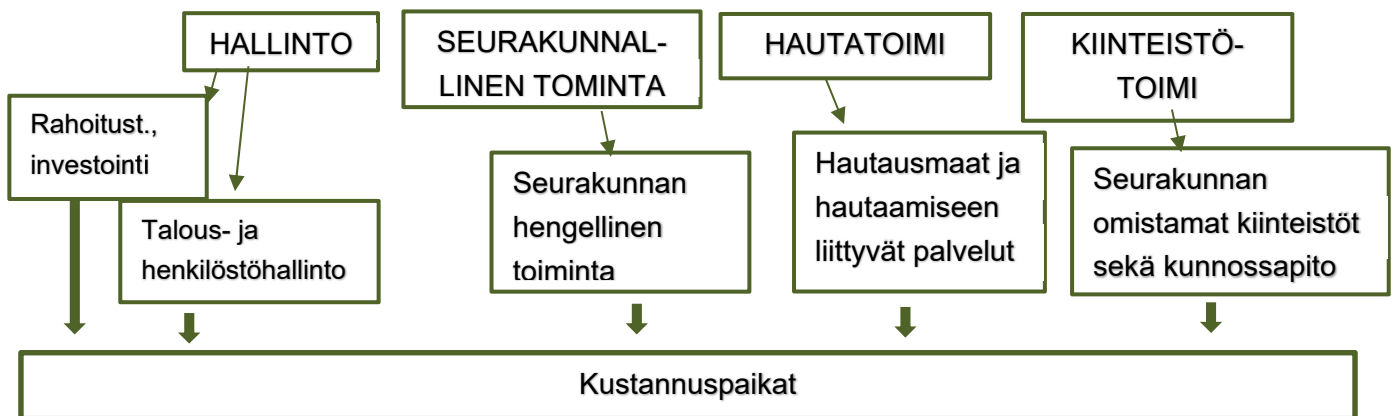 HALLINTO
SEURAKUNNAL-
LINEN TOMINTA
HAUTATOIMI
KIINTEISTÖ-
TOIMI
Rahoitust.,
investointi
Talous- ja
henkilöstöhallinto
Seurakunnan
hengellinen
toiminta
Hautausmaat ja
hautaamiseen
liittyvät palvelut
Seurakunnan
omistamat kiinteistöt
sekä kunnossapito
Kustannuspaikat